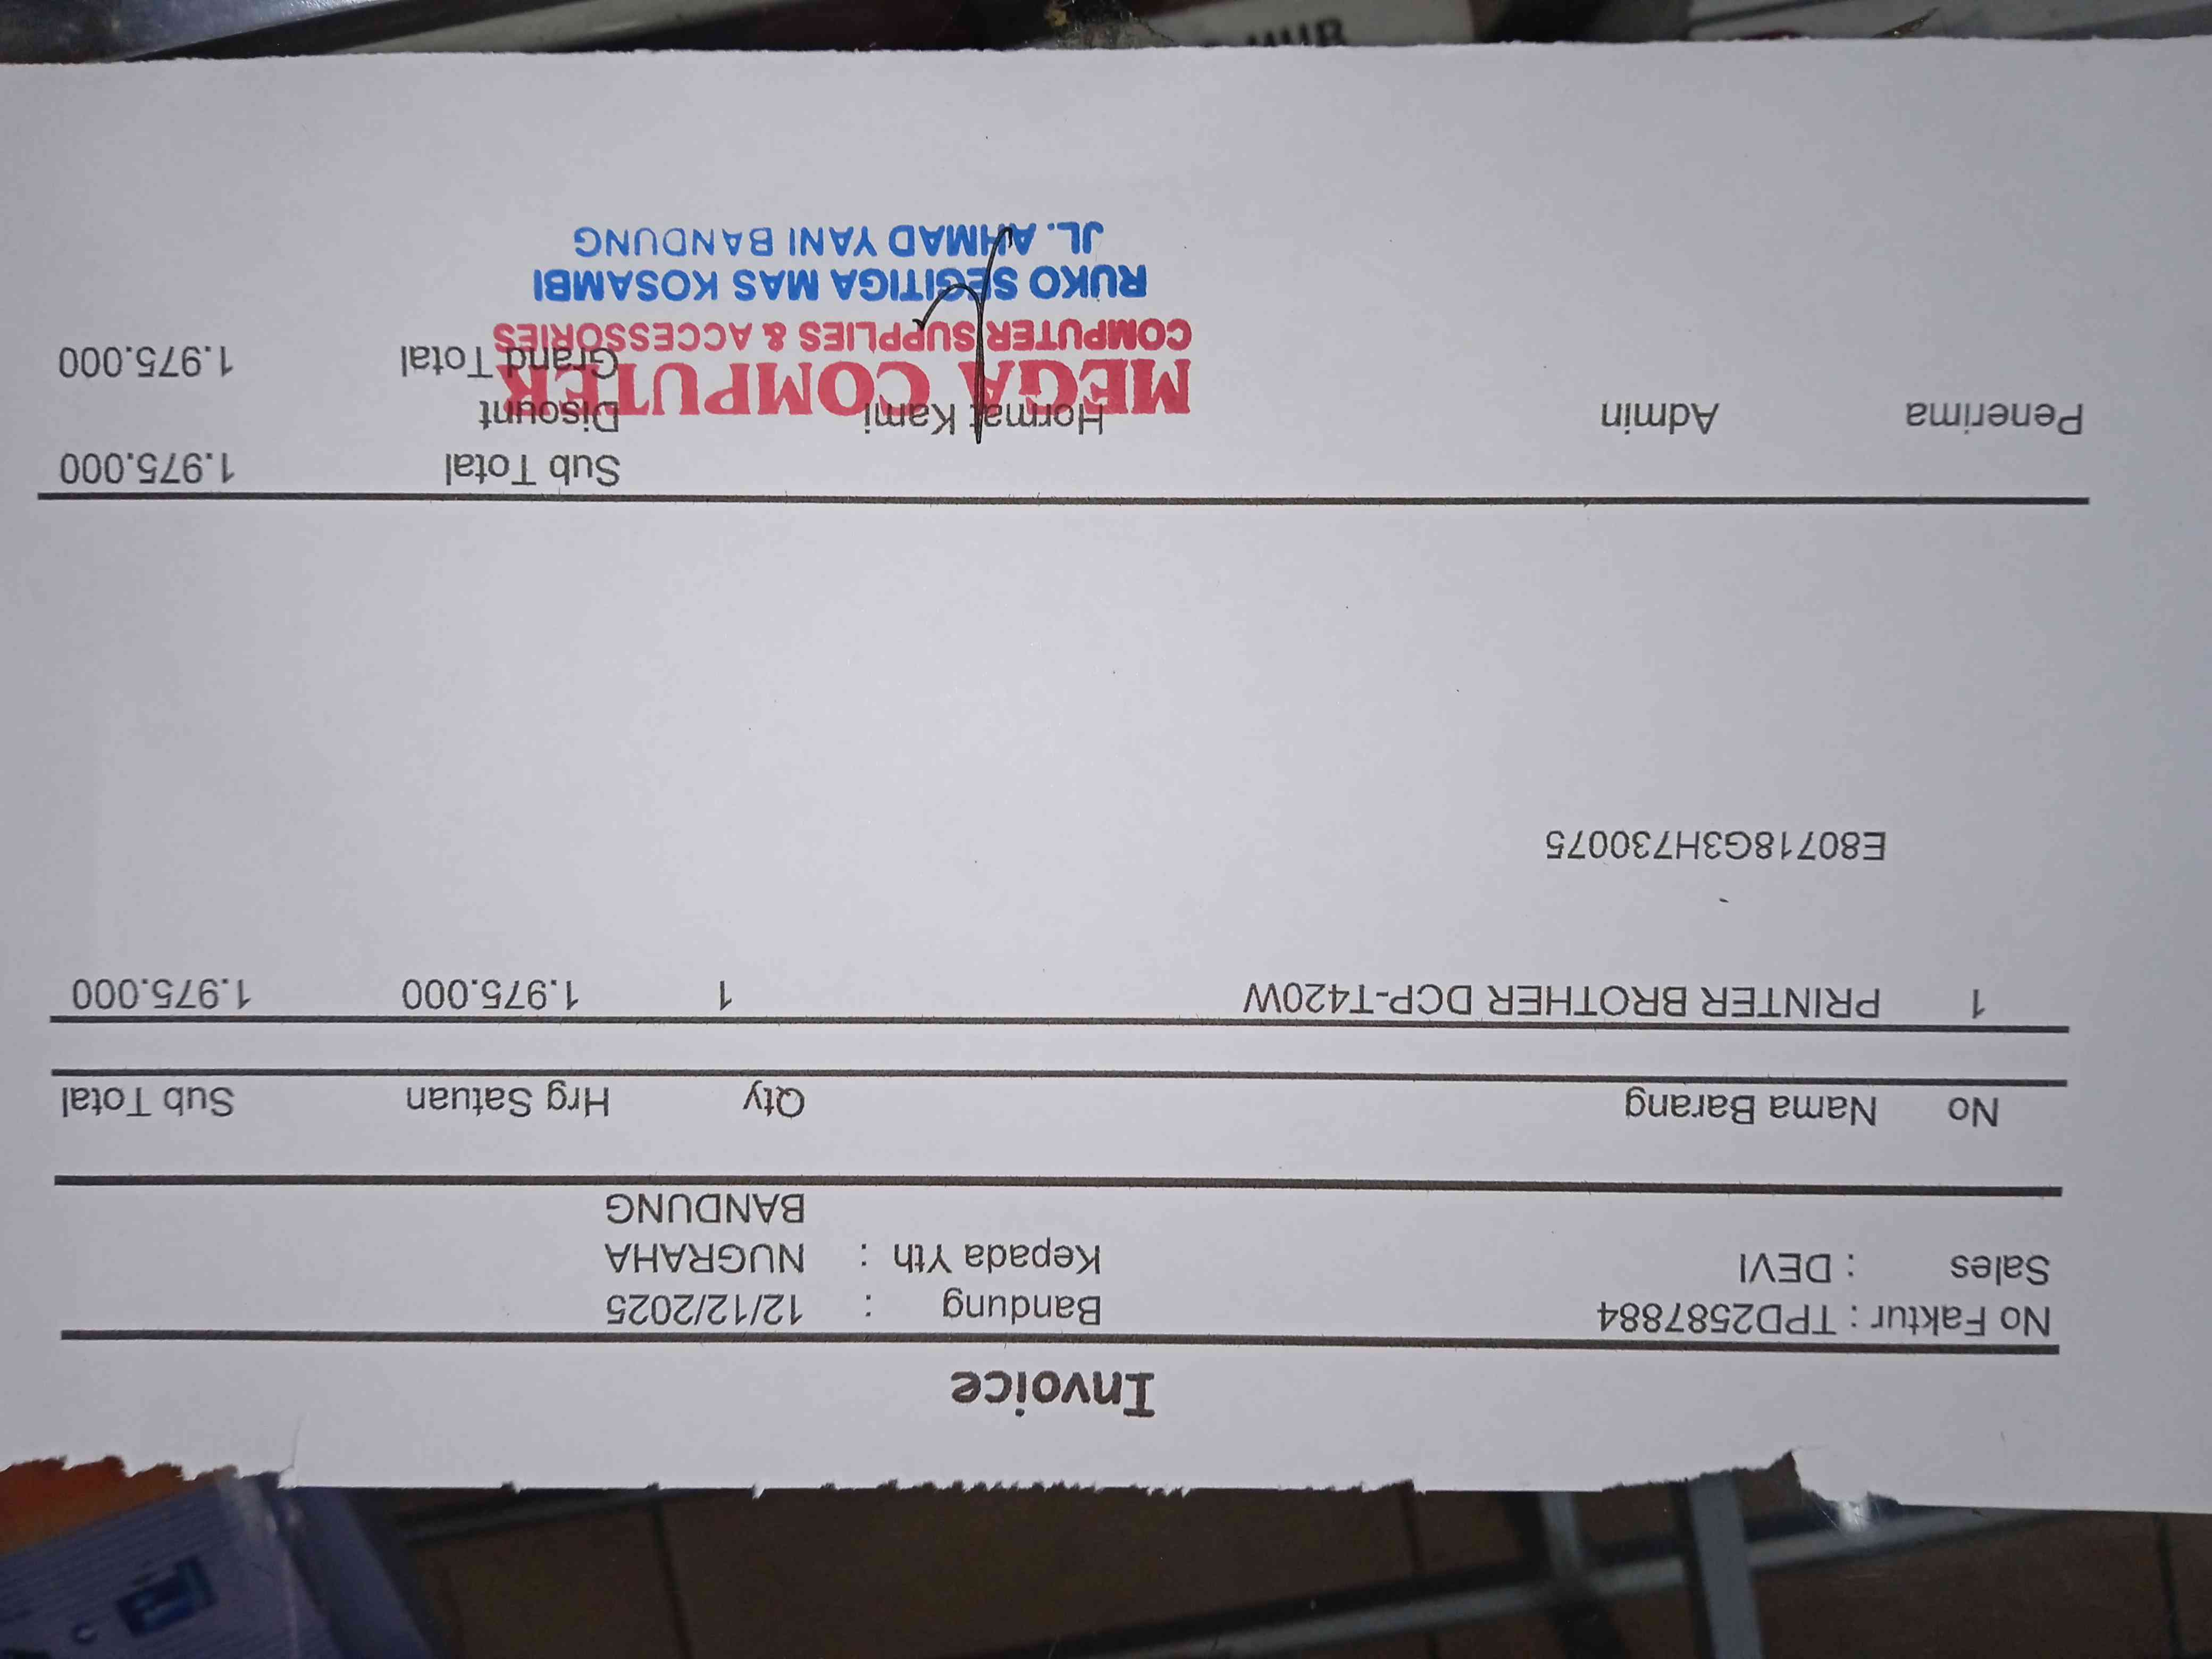 Invoice
No Faktur : TPD2587884 Bandung : 12/12/2025
Sales : DEVI Kepada Yth : NUGRAHA
BANDUNG
No Nama Barang Qty Hrg Satuan Sub Total
1 PRINTER BROTHER DCP-T420W 1 1.975.000 1.975.000
E80718G3H730075
Sub Total 1.975.000
Penerima Admin Hormat Kami Disount
Grand Total 1.975.000
MEGA COMPUTER
COMPUTER SUPPLIES & ACCESSORIES
RUKO SEGITIGA MAS KOSAMBI
JL. AHMAD YANI BANDUNG